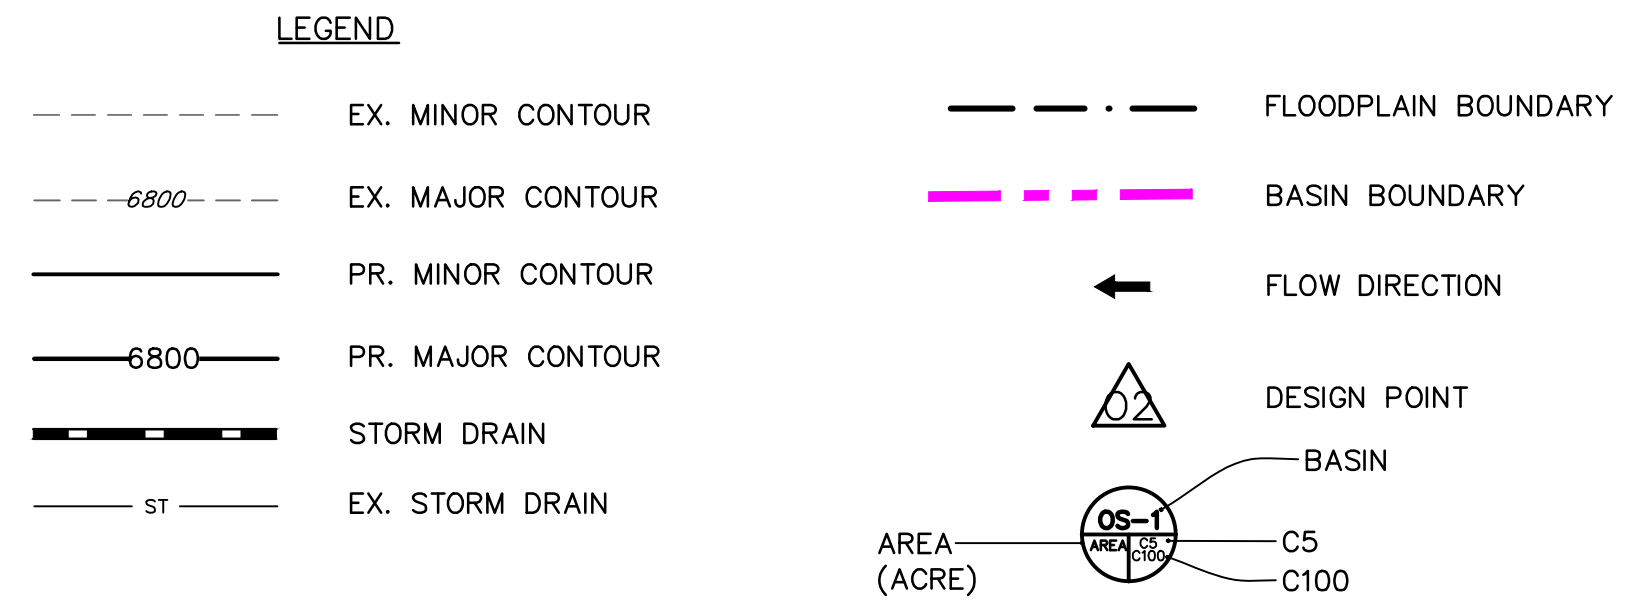 LEGEND
EX. MINOR CONTOUR
6800 EX. MAJOR CONTOUR
PR. MINOR CONTOUR
6800 PR. MAJOR CONTOUR
STORM DRAIN
ST EX. STORM DRAIN
FLOODPLAIN BOUNDARY
BASIN BOUNDARY
FLOW DIRECTION
02 DESIGN POINT
BASIN
OS-1
AREA
(ACRE)
AREA
C5
C100
C5
C100